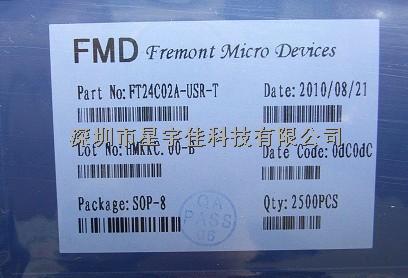 FMD Fremont Micro Devices
Part No: FT24C02A-USR-T Date: 2010/08/21
深圳市星宇佳科技有限公司
Lot No: HMKKC.00-B Date Code: 0dC0dC
Package: SOP-8 Qty: 2500PCS
QA
PASS
06